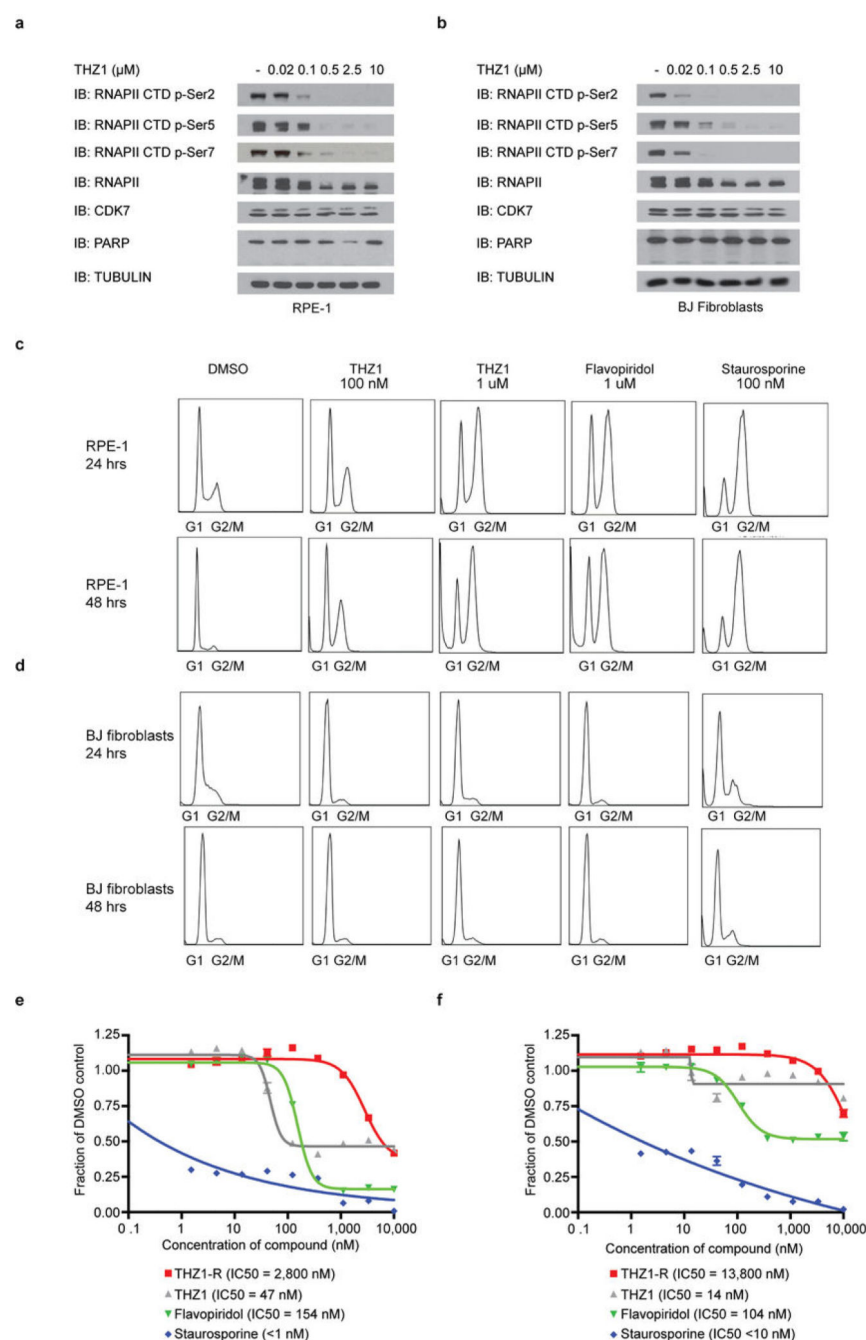 a
THZ1 (µM) - 0.02 0.1 0.5 2.5 10
IB: RNAPII CTD p-Ser2
IB: RNAPII CTD p-Ser5
IB: RNAPII CTD p-Ser7
IB: RNAPII
IB: CDK7
IB: PARP
IB: TUBULIN
RPE-1
b
THZ1 (µM) - 0.02 0.1 0.5 2.5 10
IB: RNAPII CTD p-Ser2
IB: RNAPII CTD p-Ser5
IB: RNAPII CTD p-Ser7
IB: RNAPII
IB: CDK7
IB: PARP
IB: TUBULIN
BJ Fibroblasts
c
DMSO THZ1 THZ1 Flavopiridol Staurosporine
100 nM 1 uM 1 uM 100 nM
RPE-1
24 hrs
G1 G2/M G1 G2/M G1 G2/M G1 G2/M G1 G2/M
RPE-1
48 hrs
G1 G2/M G1 G2/M G1 G2/M G1 G2/M G1 G2/M
d
BJ fibroblasts
24 hrs
G1 G2/M G1 G2/M G1 G2/M G1 G2/M G1 G2/M
BJ fibroblasts
48 hrs
G1 G2/M G1 G2/M G1 G2/M G1 G2/M G1 G2/M
e
Fraction of DMSO control
1.25
1.00
0.75
0.50
0.25
0.00
0 .1 1 10 100 1,000 10,000
Concentration of compound (nM)
THZ1-R (IC50 = 2,800 nM)
THZ1 (IC50 = 47 nM)
Flavopiridol (IC50 = 154 nM)
Staurosporine (<1 nM)
f
Fraction of DMSO control
1.25
1.00
0.75
0.50
0.25
0.00
0.1 1 10 100 1,000 10,000
Concentration of compound (nM)
THZ1-R (IC50 = 13,800 nM)
THZ1 (IC50 = 14 nM)
Flavopiridol (IC50 = 104 nM)
Staurosporine (IC50 <10 nM)